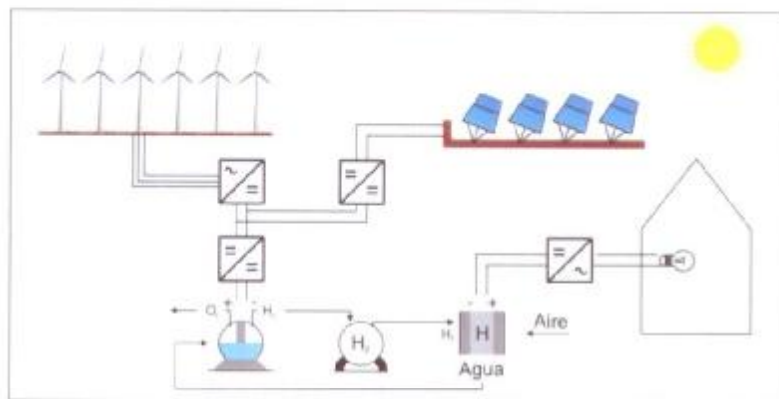 O₂ + - H₂
H₂
H₂
- +
H
Aire
Agua